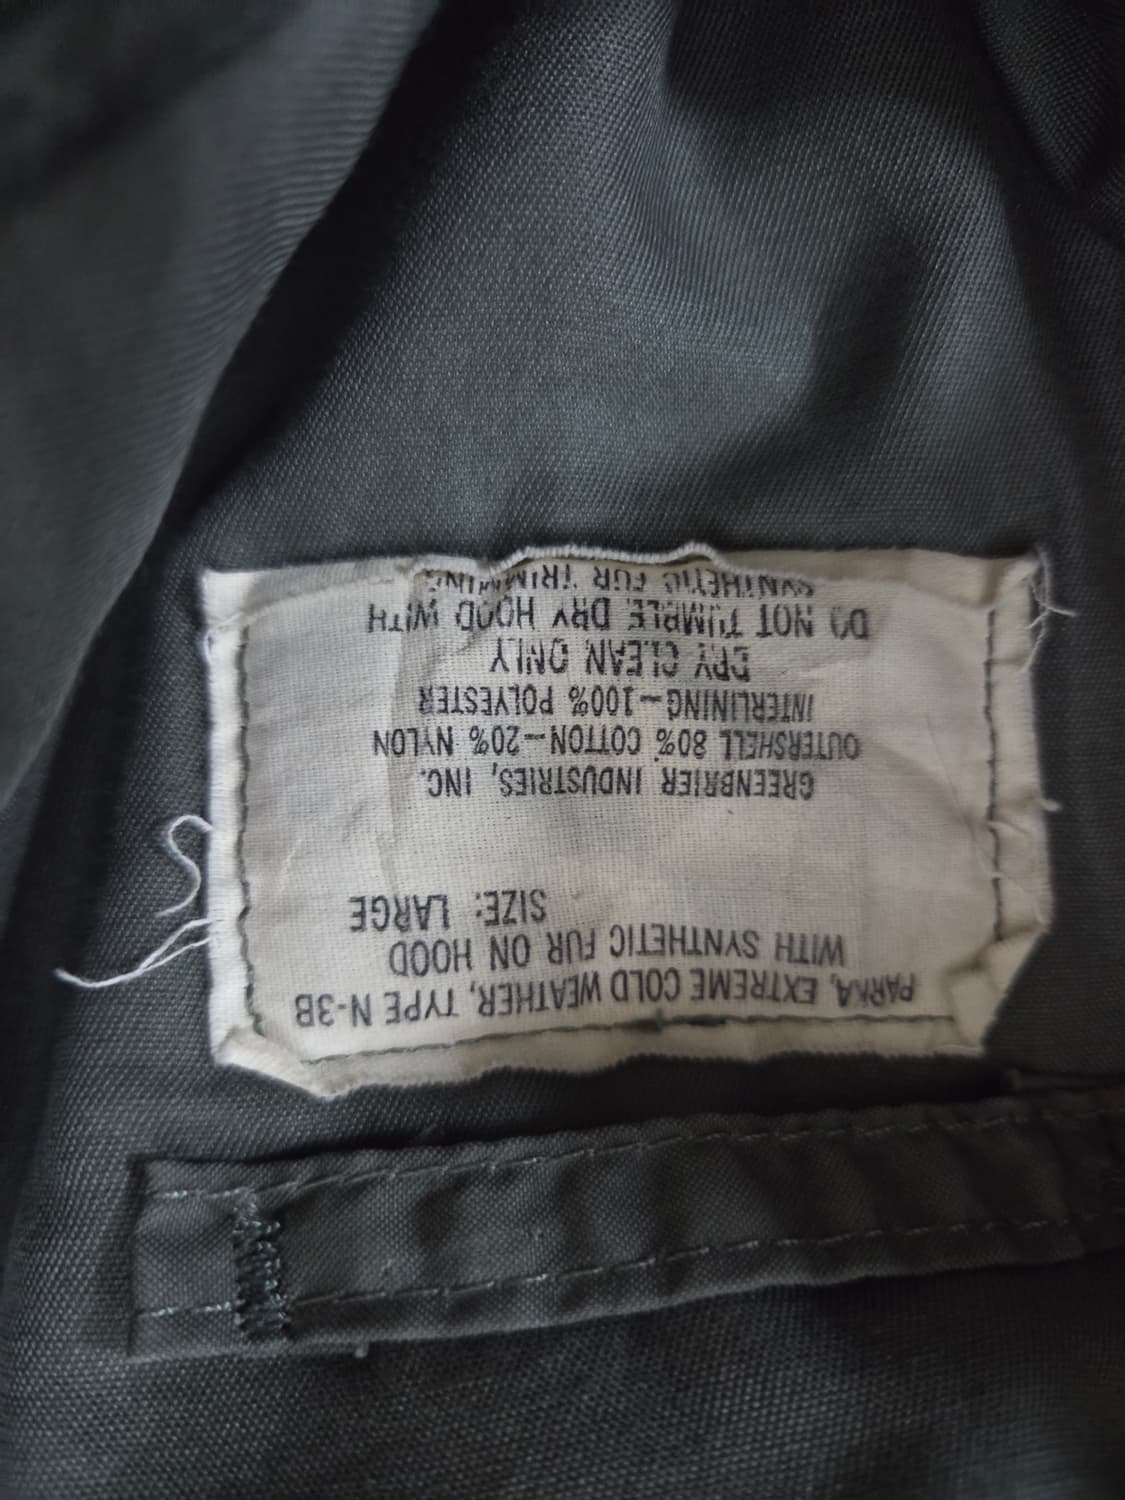 PARKA, EXTREME COLD WEATHER, TYPE N-3B
WITH SYNTHETIC FUR ON HOOD
SIZE: LARGE
GREENBRIER INDUSTRIES, INC.
OUTERSHELL 80% COTTON-20% NYLON
INTERLINING-100% POLYESTER
DRY CLEAN ONLY
DO NOT TUMBLE DRY HOOD WITH
SYNTHETIC FUR TRIMMING